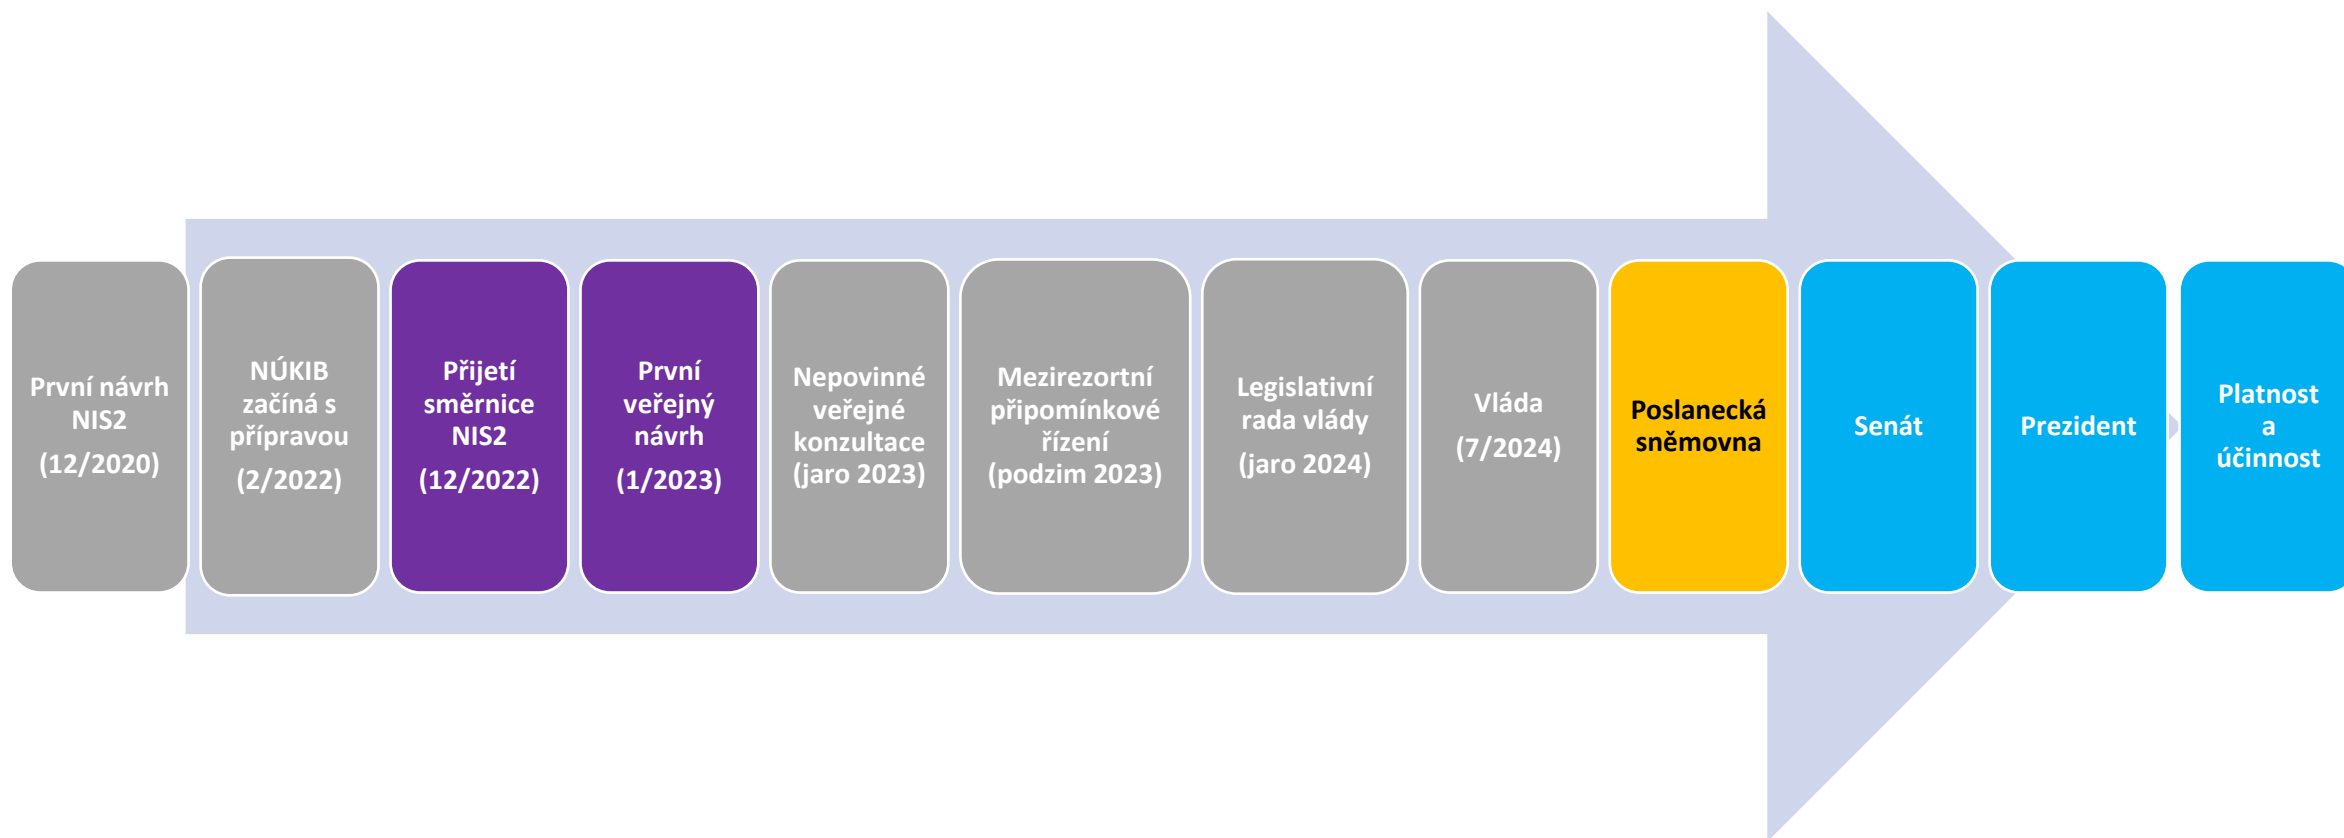 První návrh
NIS2
(12/2020)
NÚKIB
začíná s
přípravou
(2/2022)
Přijetí
směrnice
NIS2
(12/2022)
První
veřejný
návrh
(1/2023)
Nepovinné
veřejné
konzultace
(jaro 2023)
Mezirezortní
připomínkové
řízení
(podzim 2023)
Legislativní
rada vlády
(jaro 2024)
Vláda
(7/2024)
Poslanecká
sněmovna
Senát
Prezident
Platnost
a
účinnost